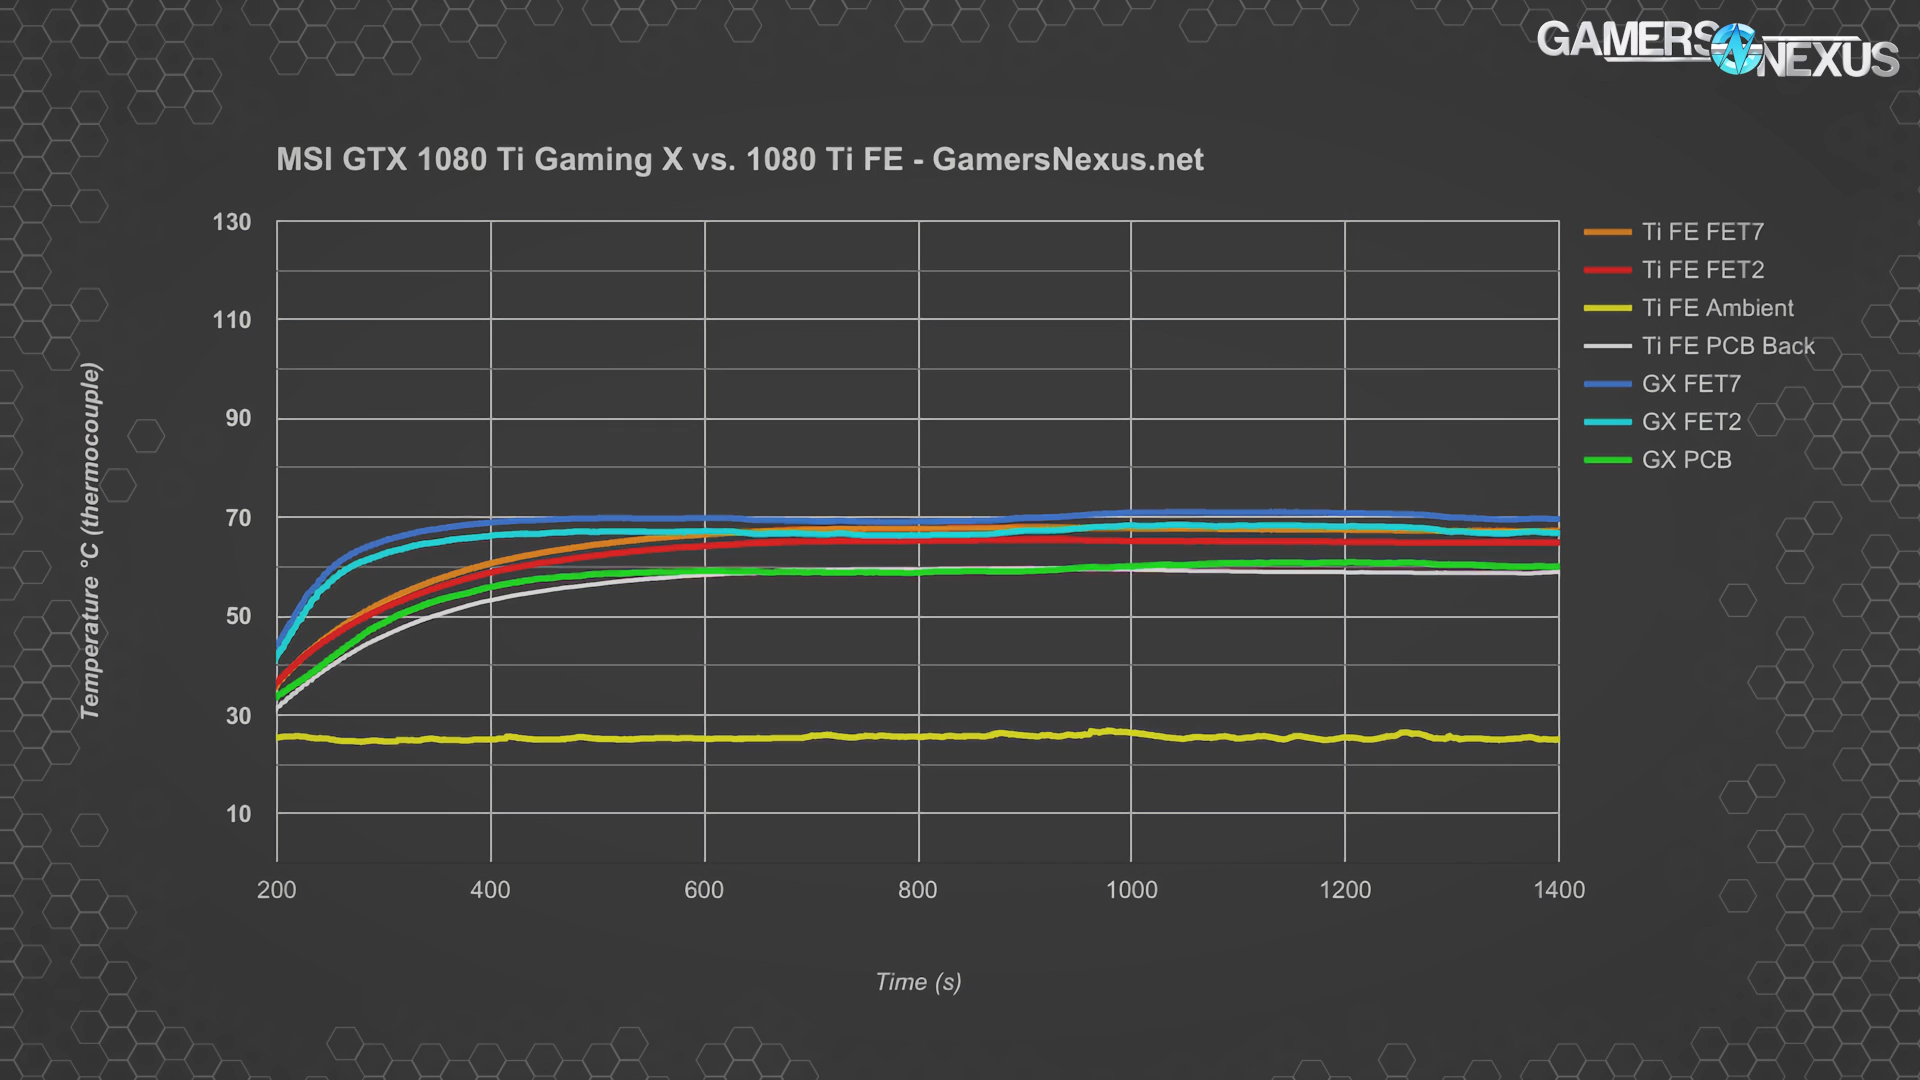 GAMERS NEXUS
MSI GTX 1080 Ti Gaming X vs. 1080 Ti FE - GamersNexus.net
130
110
90
70
50
30
10
Temperature °C (thermocouple)
200 400 600 800 1000 1200 1400
Time (s)
Ti FE FET7
Ti FE FET2
Ti FE Ambient
Ti FE PCB Back
GX FET7
GX FET2
GX PCB